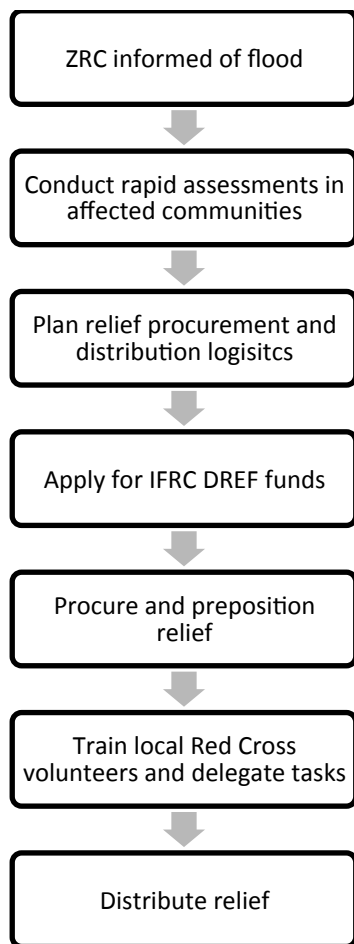 ZRC informed of flood
Conduct rapid assessments in
affected communities
Plan relief procurement and
distribution logisitcs
Apply for IFRC DREF funds
Procure and preposition
relief
Train local Red Cross
volunteers and delegate tasks
Distribute relief